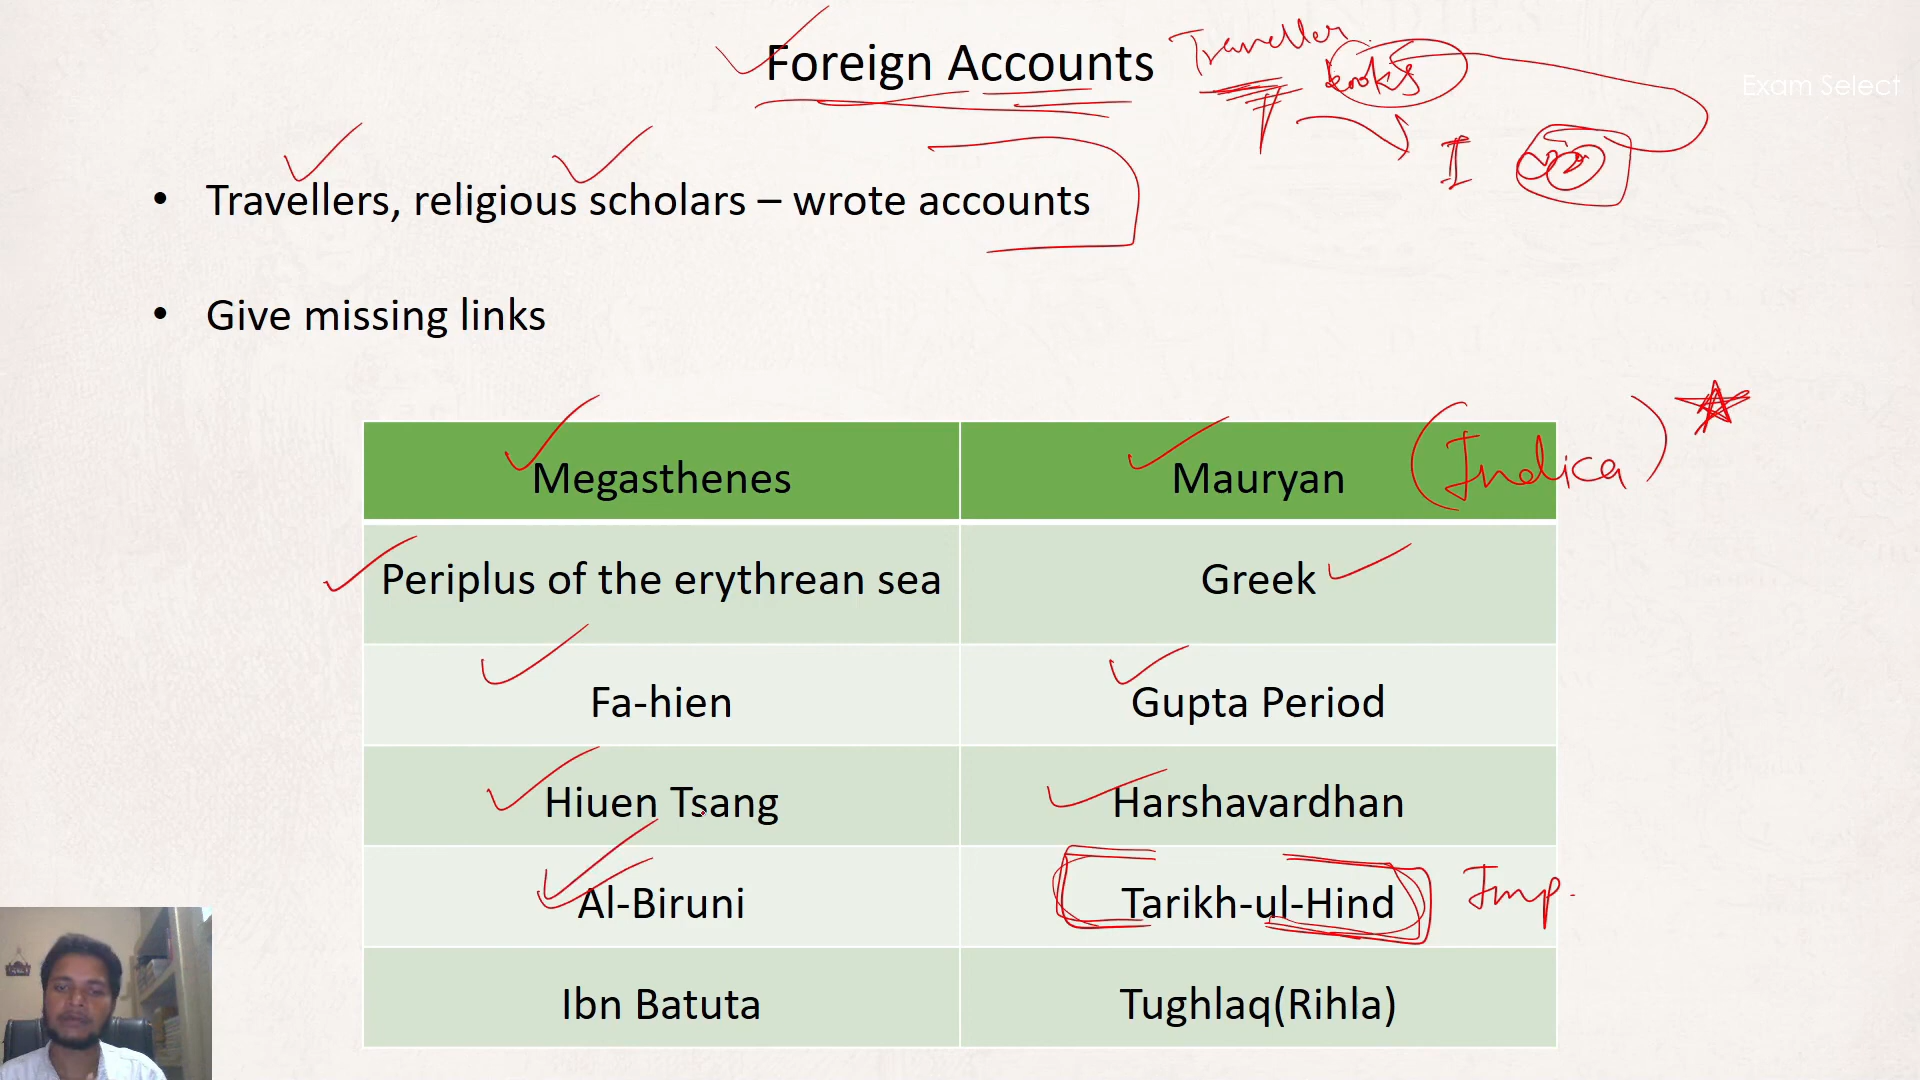 Foreign Accounts
Traveller
books
Exam Select
I
• Travellers, religious scholars – wrote accounts
• Give missing links
Megasthenes Mauryan (Indica)
Periplus of the erythrean sea Greek
Fa-hien Gupta Period
Hiuen Tsang Harshavardhan
Al-Biruni Tarikh-ul-Hind Imp.
Ibn Batuta Tughlaq(Rihla)